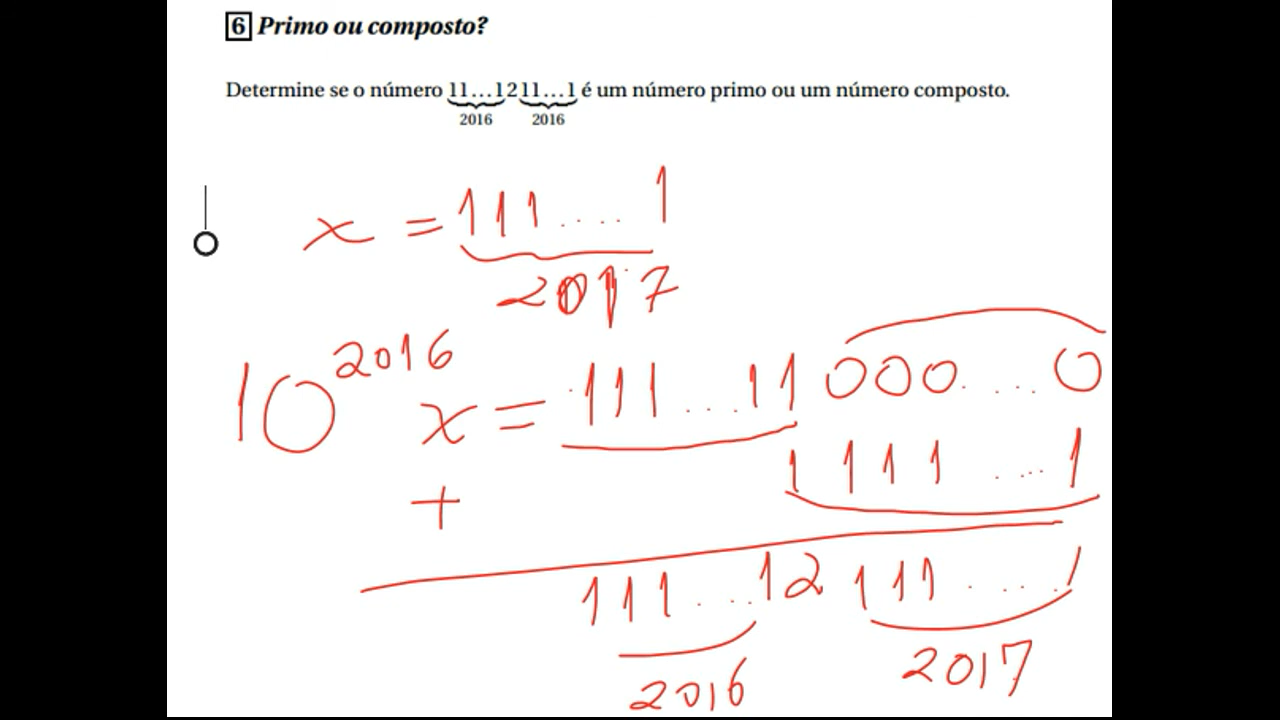 6 Primo ou composto?
Determine se o número 11...1211...1 é um número primo ou um número composto.
2016 2016
x = 111....1
2017
10^2016 x = 111...11000....0
+ 1111....1
111....12111....1
2016 2017